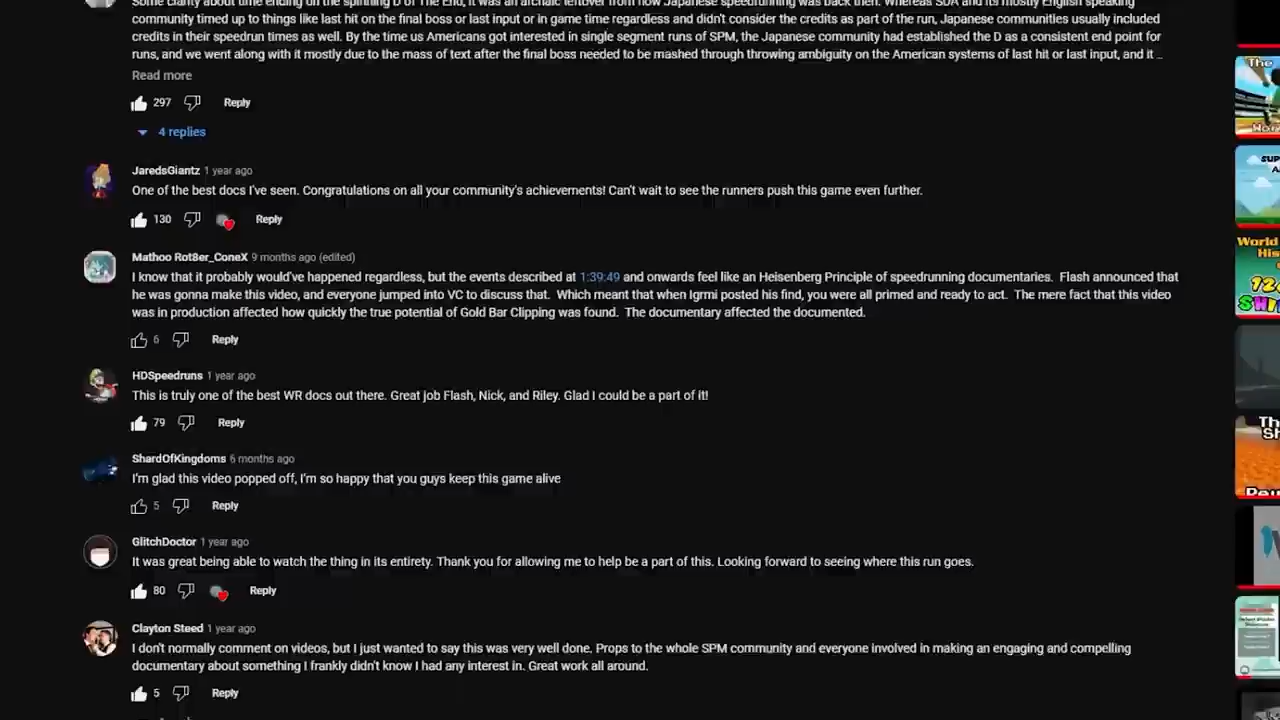 Some clarity about time ending on the spinning D of The End, it was an archaic leftover from how Japanese speedrunning was back then. Whereas SDA and its mostly English speaking
community timed up to things like last hit on the final boss or last input or in game time regardless and didn't consider the credits as part of the run, Japanese communities usually included
credits in their speedrun times as well. By the time us Americans got interested in single segment runs of SPM, the Japanese community had established the D as a consistent end point for
runs, and we went along with it mostly due to the mass of text after the final boss needed to be mashed through throwing ambiguity on the American systems of last hit or last input, and it ...
Read more
297 Reply
4 replies
JaredsGiantz 1 year ago
One of the best docs I've seen. Congratulations on all your community's achievements! Can't wait to see the runners push this game even further.
130 Reply
Mathoo Rot8er_ConeX 9 months ago (edited)
I know that it probably would've happened regardless, but the events described at 1:39:49 and onwards feel like an Heisenberg Principle of speedrunning documentaries. Flash announced that
he was gonna make this video, and everyone jumped into VC to discuss that. Which meant that when Igrmi posted his find, you were all primed and ready to act. The mere fact that this video
was in production affected how quickly the true potential of Gold Bar Clipping was found. The documentary affected the documented.
6 Reply
HDSpeedruns 1 year ago
This is truly one of the best WR docs out there. Great job Flash, Nick, and Riley. Glad I could be a part of it!
79 Reply
ShardOfKingdoms 6 months ago
I'm glad this video popped off, I'm so happy that you guys keep this game alive
5 Reply
GlitchDoctor 1 year ago
It was great being able to watch the thing in its entirety. Thank you for allowing me to help be a part of this. Looking forward to seeing where this run goes.
80 Reply
Clayton Steed 1 year ago
I don't normally comment on videos, but I just wanted to say this was very well done. Props to the whole SPM community and everyone involved in making an engaging and compelling
documentary about something I frankly didn't know I had any interest in. Great work all around.
5 Reply
The
SUP
World
His